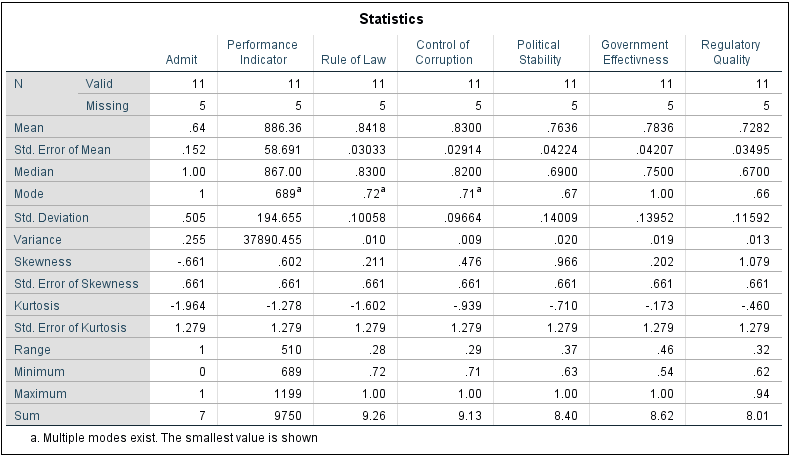 Statistics
Admit Performance Indicator Rule of Law Control of Corruption Political Stability Government Effectivness Regulatory Quality
N Valid 11 11 11 11 11 11 11
Missing 5 5 5 5 5 5 5
Mean .64 886.36 .8418 .8300 .7636 .7836 .7282
Std. Error of Mean .152 58.691 .03033 .02914 .04224 .04207 .03495
Median 1.00 867.00 .8300 .8200 .6900 .7500 .6700
Mode 1 689a .72a .71a .67 1.00 .66
Std. Deviation .505 194.655 .10058 .09664 .14009 .13952 .11592
Variance .255 37890.455 .010 .009 .020 .019 .013
Skewness -.661 .602 .211 .476 .966 .202 1.079
Std. Error of Skewness .661 .661 .661 .661 .661 .661 .661
Kurtosis -1.964 -1.278 -1.602 -.939 -.710 -.173 -.460
Std. Error of Kurtosis 1.279 1.279 1.279 1.279 1.279 1.279 1.279
Range 1 510 .28 .29 .37 .46 .32
Minimum 0 689 .72 .71 .63 .54 .62
Maximum 1 1199 1.00 1.00 1.00 1.00 .94
Sum 7 9750 9.26 9.13 8.40 8.62 8.01
a. Multiple modes exist. The smallest value is shown